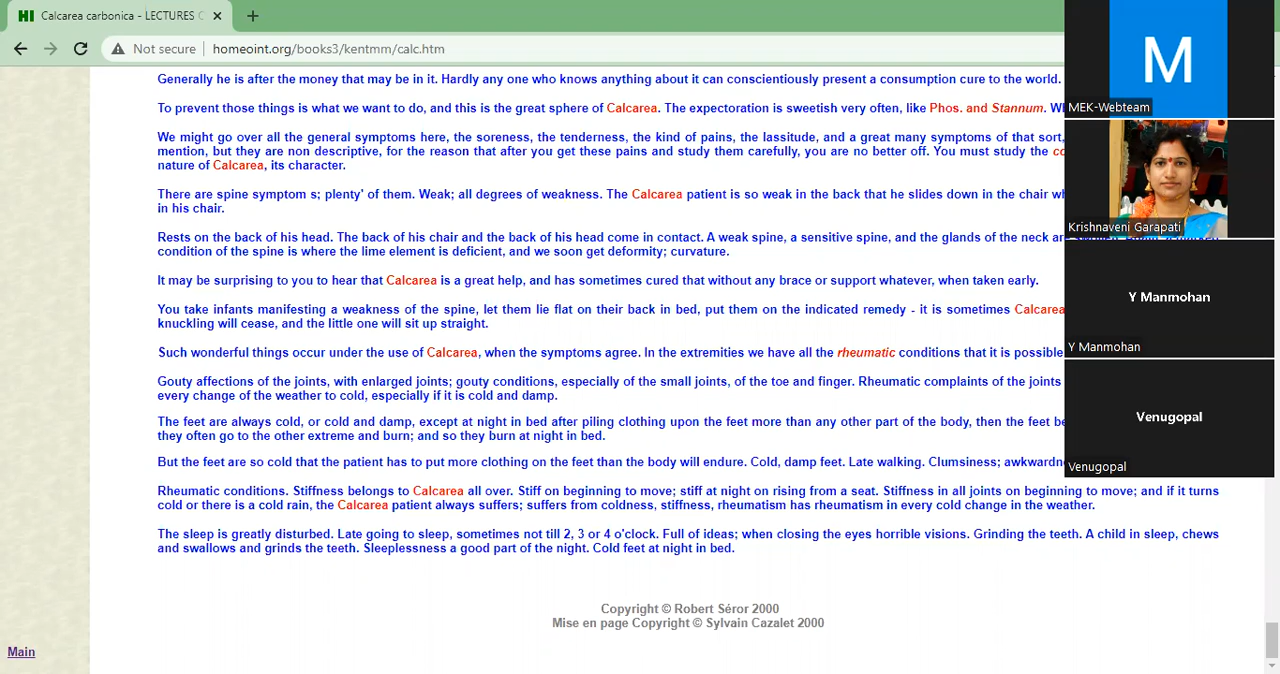 Calcarea carbonica - LECTURES
Not secure
homeoint.org/books3/kentmm/calc.htm
Generally he is after the money that may be in it. Hardly any one who knows anything about it can conscientiously present a consumption cure to the world.
To prevent those things is what we want to do, and this is the great sphere of Calcarea. The expectoration is sweetish very often, like Phos. and Stannum.
We might go over all the general symptoms here, the soreness, the tenderness, the kind of pains, the lassitude, and a great many symptoms of that sort,
mention, but they are non descriptive, for the reason that after you get these pains and study them carefully, you are no better off. You must study the
nature of Calcarea, its character.
There are spine symptom s; plenty' of them. Weak; all degrees of weakness. The Calcarea patient is so weak in the back that he slides down in the chair
in his chair.
Rests on the back of his head. The back of his chair and the back of his head come in contact. A weak spine, a sensitive spine, and the glands of the neck
condition of the spine is where the lime element is deficient, and we soon get deformity; curvature.
It may be surprising to you to hear that Calcarea is a great help, and has sometimes cured that without any brace or support whatever, when taken early.
You take infants manifesting a weakness of the spine, let them lie flat on their back in bed, put them on the indicated remedy - it is sometimes Calcarea
knuckling will cease, and the little one will sit up straight.
Such wonderful things occur under the use of Calcarea, when the symptoms agree. In the extremities we have all the rheumatic conditions that it is possible
Gouty affections of the joints, with enlarged joints; gouty conditions, especially of the small joints, of the toe and finger. Rheumatic complaints of the joints
every change of the weather to cold, especially if it is cold and damp.
The feet are always cold, or cold and damp, except at night in bed after piling clothing upon the feet more than any other part of the body, then the feet
they often go to the other extreme and burn; and so they burn at night in bed.
But the feet are so cold that the patient has to put more clothing on the feet than the body will endure. Cold, damp feet. Late walking. Clumsiness;
Rheumatic conditions. Stiffness belongs to Calcarea all over. Stiff on beginning to move; stiff at night on rising from a seat. Stiffness in all joints on beginning to move; and if it turns
cold or there is a cold rain, the Calcarea patient always suffers; suffers from coldness, stiffness, rheumatism has rheumatism in every cold change in the weather.
The sleep is greatly disturbed. Late going to sleep, sometimes not till 2, 3 or 4 o'clock. Full of ideas; when closing the eyes horrible visions. Grinding the teeth. A child in sleep, chews
and swallows and grinds the teeth. Sleeplessness a good part of the night. Cold feet at night in bed.
Copyright © Robert Séror 2000
Mise en page Copyright © Sylvain Cazalet 2000
Main
M
MEK-Webteam
Krishnaveni Garapati
Y Manmohan
Y Manmohan
Venugopal
Venugopal